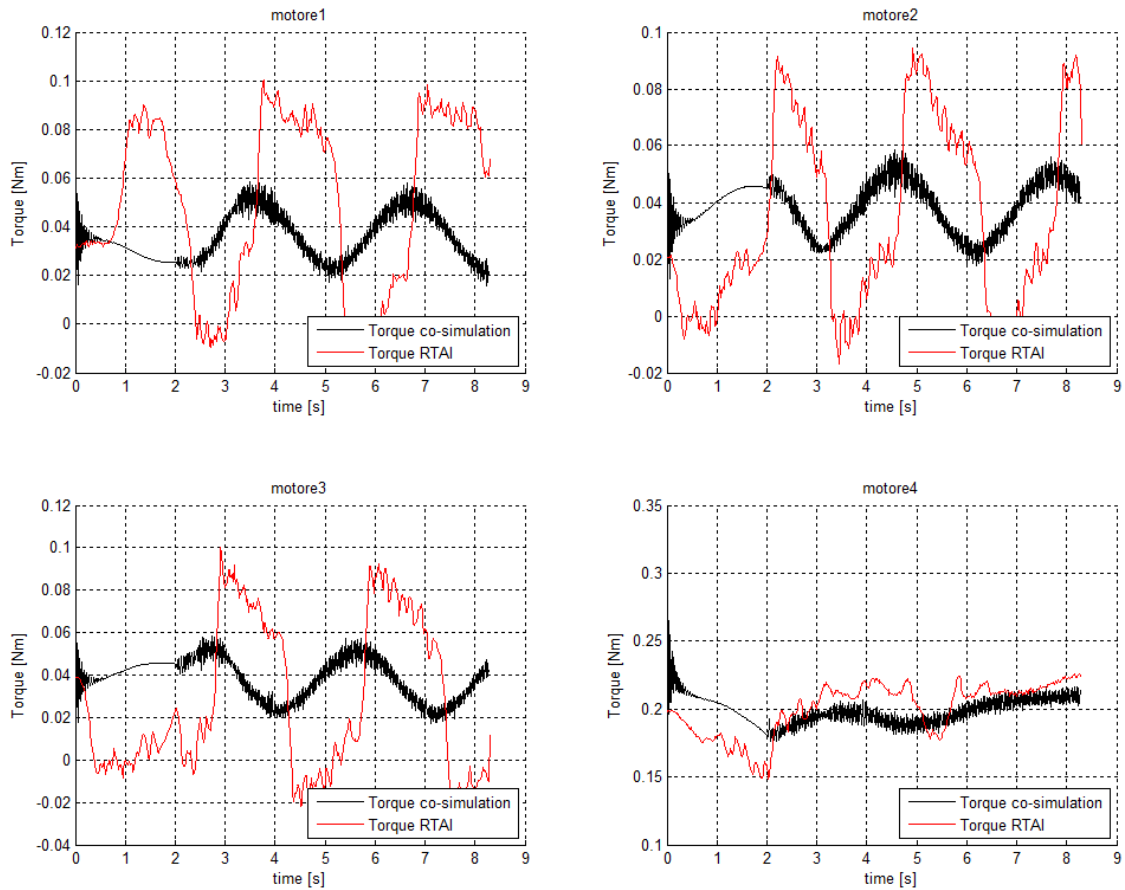 motore1
0.12
0.1
0.08
0.06
0.04
0.02
0
-0.02
Torque [Nm]
0 1 2 3 4 5 6 7 8 9
time [s]
Torque co-simulation
Torque RTAI
motore2
0.1
0.08
0.06
0.04
0.02
0
0.02
Torque [Nm]
0 1 2 3 4 5 6 7 8 9
time [s]
Torque co-simulation
Torque RTAI
motore3
0.12
0.1
0.08
0.06
0.04
0.02
0
-0.02
-0.04
Torque [Nm]
0 1 2 3 4 5 6 7 8 9
time [s]
Torque co-simulation
Torque RTAI
motore4
0.35
0.3
0.25
0.2
0.15
0.1
Torque [Nm]
0 1 2 3 4 5 6 7 8 9
time [s]
Torque co-simulation
Torque RTAI